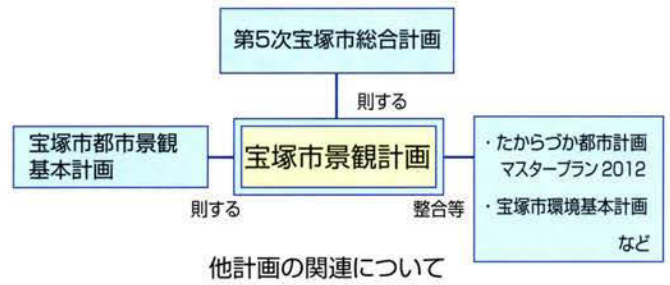 第5次宝塚市総合計画
則する
宝塚市都市景観
基本計画
宝塚市景観計画
・たからづか都市計画
マスタープラン2012
・宝塚市環境基本計画
など
則する
整合等
他計画の関連について